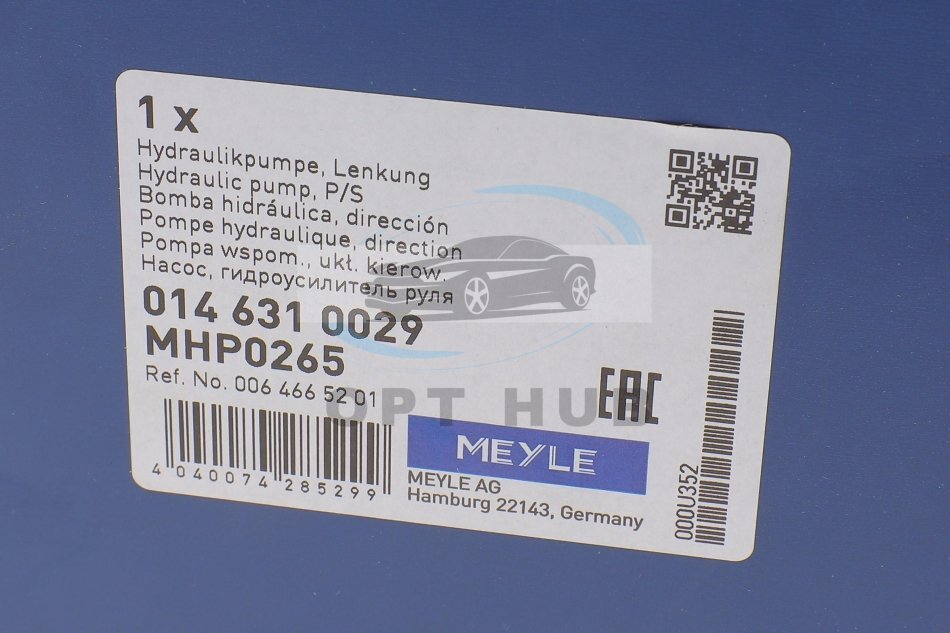 1 x
Hydraulikpumpe, Lenkung
Hydraulic pump, P/S
Bomba hidráulica, dirección
Pompe hydraulique, direction
Pompa wspom., ukł. kierow.
Насос, гидроусилитель руля
014 631 0029
MHP0265
Ref. No. 006 466 52 01
OPT HUB
EAC
4 040074 285299
MEYLE
MEYLE AG
Hamburg 22143, Germany
000U352